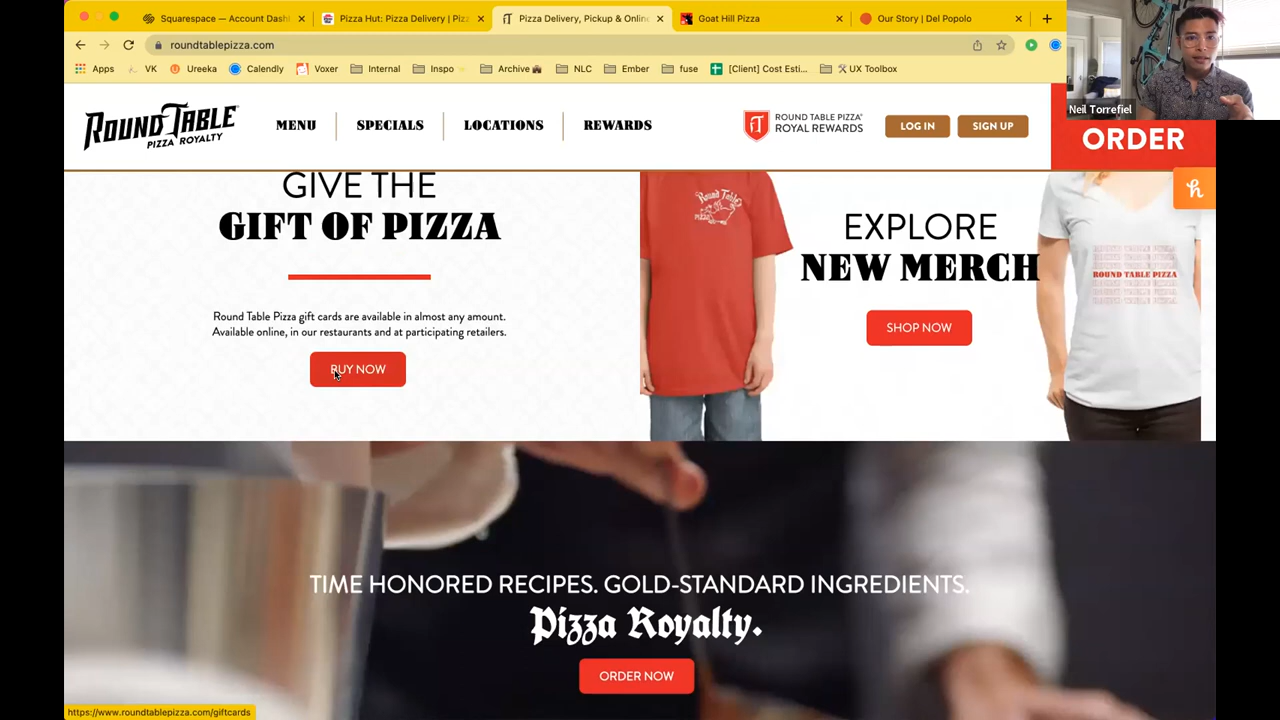 Squarespace — Account Dash
Pizza Hut: Pizza Delivery | Piz
Pizza Delivery, Pickup & Onlin
Goat Hill Pizza
Our Story | Del Popolo
roundtablepizza.com
Apps
VK
Ureeka
Calendly
Voxer
Internal
Inspo
Archive
NLC
Ember
fuse
[Client] Cost Esti...
UX Toolbox
Neil Torrefiel
ROUND TABLE
PIZZA ROYALTY
MENU
SPECIALS
LOCATIONS
REWARDS
ROUND TABLE PIZZA
ROYAL REWARDS
LOG IN
SIGN UP
ORDER
GIVE THE
GIFT OF PIZZA
Round Table Pizza gift cards are available in almost any amount.
Available online, in our restaurants and at participating retailers.
BUY NOW
Round Table
EXPLORE
NEW MERCH
SHOP NOW
ROUND TABLE PIZZA
TIME HONORED RECIPES. GOLD-STANDARD INGREDIENTS.
Pizza Royalty.
ORDER NOW
https://www.roundtablepizza.com/giftcards